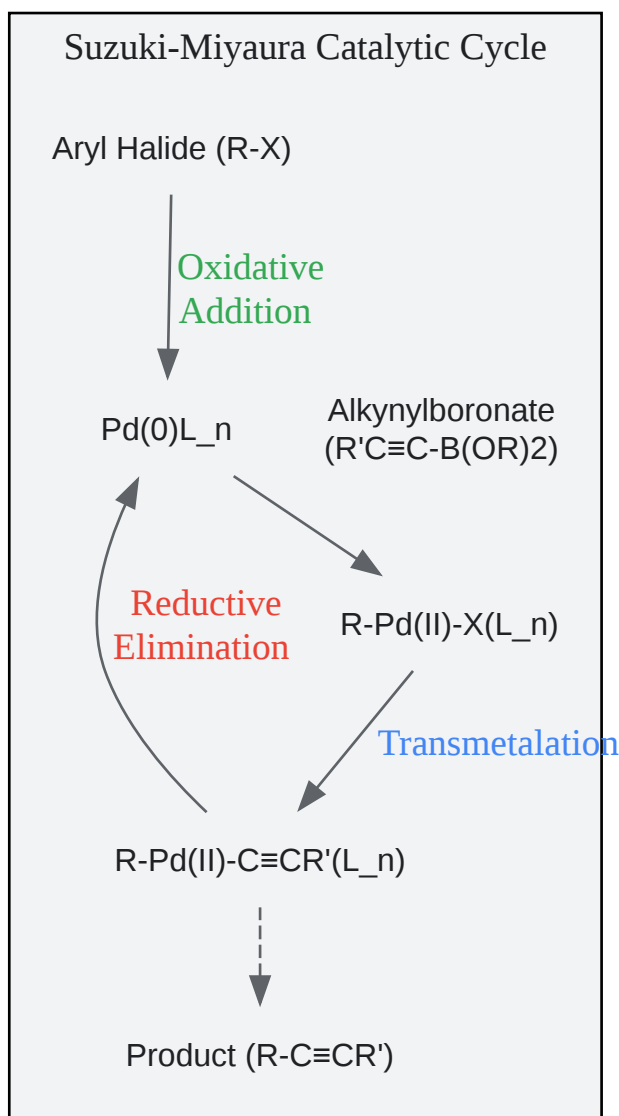 Suzuki-Miyaura Catalytic Cycle
Aryl Halide (R-X)
Oxidative
Addition
Pd(0)L_n
Alkynylboronate
(R'C≡C-B(OR)2)
Reductive
Elimination
R-Pd(II)-X(L_n)
Transmetalation
R-Pd(II)-C≡CR'(L_n)
Product (R-C≡CR')